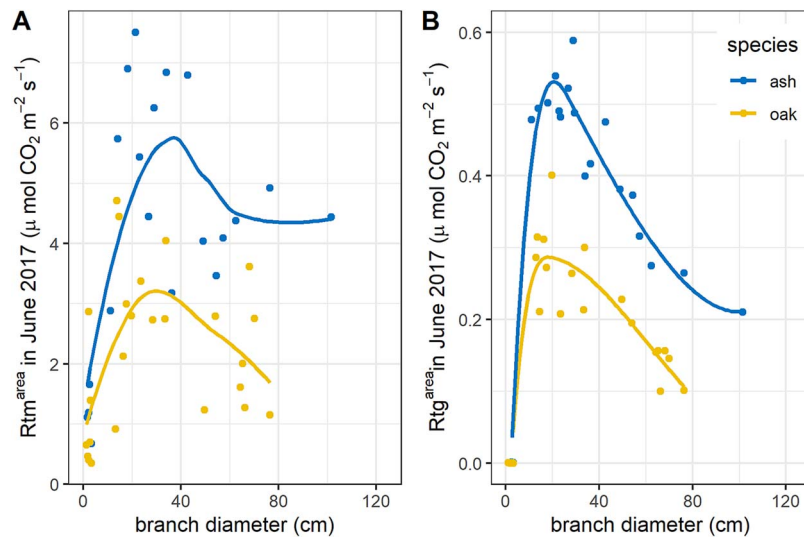 A
Rtm^area in June 2017 (μ mol CO₂ m⁻² s⁻¹)
6
4
2
0
0 40 80 120
branch diameter (cm)
B
Rtg^area in June 2017 (μ mol CO₂ m⁻² s⁻¹)
0.6
0.4
0.2
0.0
0 40 80 120
branch diameter (cm)
species
ash
oak